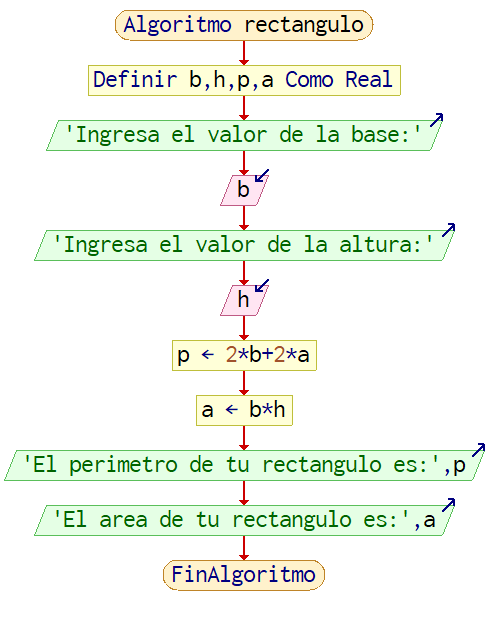 Algoritmo rectangulo
Definir b,h,p,a Como Real
'Ingresa el valor de la base:'
b
'Ingresa el valor de la altura:'
h
p ← 2*b+2*a
a ← b*h
'El perimetro de tu rectangulo es:',p
'El area de tu rectangulo es:',a
FinAlgoritmo